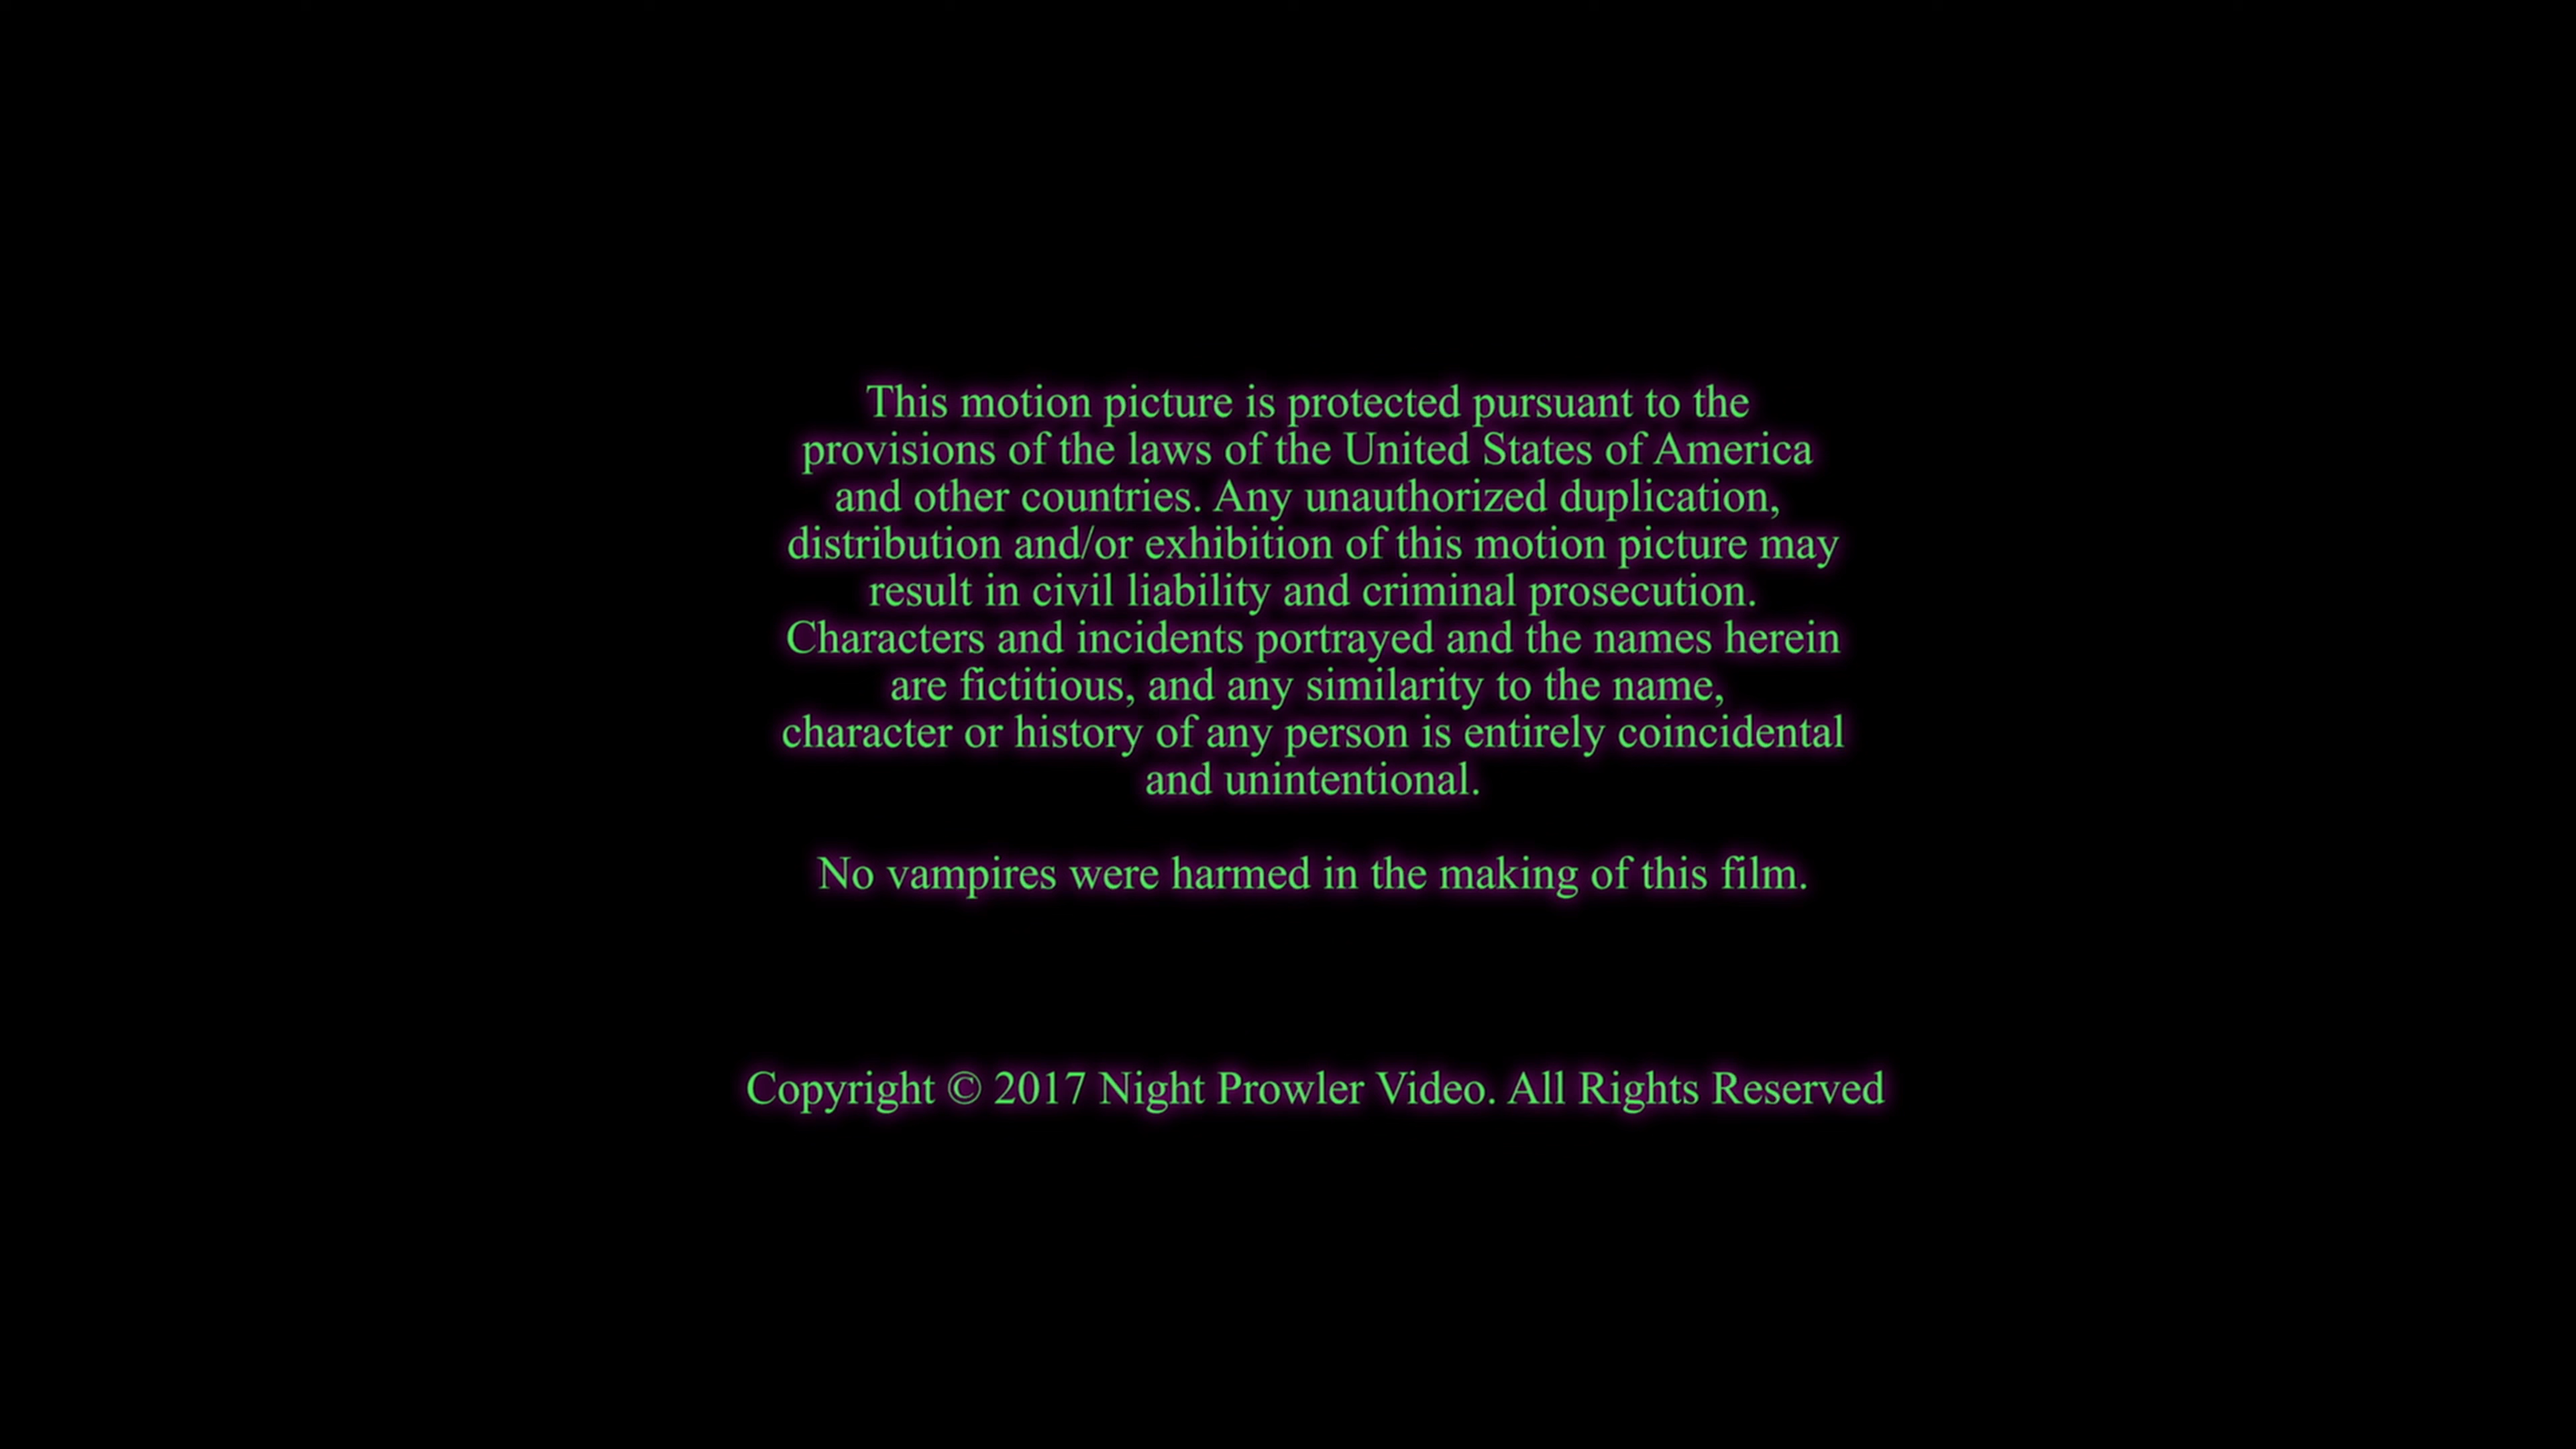 This motion picture is protected pursuant to the
provisions of the laws of the United States of America
and other countries. Any unauthorized duplication,
distribution and/or exhibition of this motion picture may
result in civil liability and criminal prosecution.
Characters and incidents portrayed and the names herein
are fictitious, and any similarity to the name,
character or history of any person is entirely coincidental
and unintentional.
No vampires were harmed in the making of this film.
Copyright © 2017 Night Prowler Video. All Rights Reserved